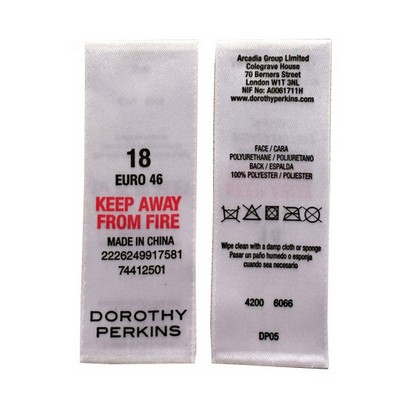 18
EURO 46
KEEP AWAY
FROM FIRE
MADE IN CHINA
2226249917581
74412501
DOROTHY
PERKINS
Arcadia Group Limited
Colegrave House
70 Berners Street
London W1T 3NL
NIF No: A0061711H
www.dorothyperkins.com
FACE / CARA
POLYURETHANE / POLIURETANO
BACK / ESPALDA
100% POLYESTER / POLIESTER
Wipe clean with a damp cloth or sponge
Pasar un paño humedo o esponja
cuando sea necesario
4200 6066
DP05